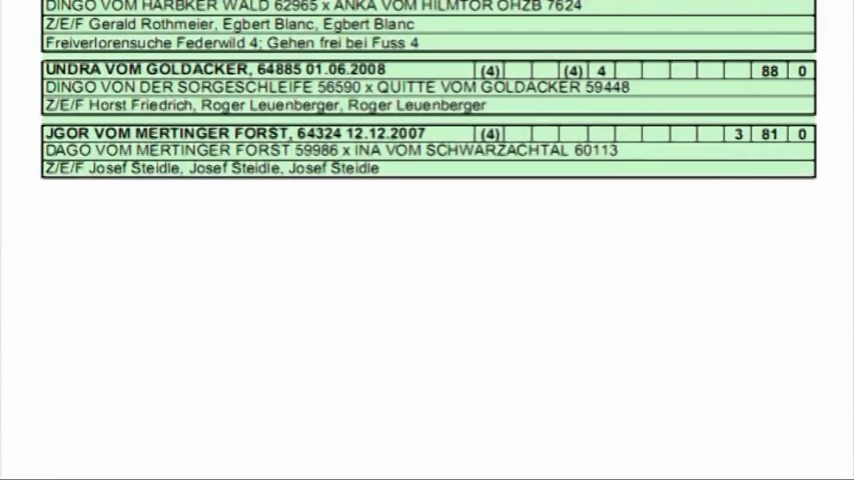 DINGO VOM HARBKER WALD 62965 x ANKA VOM HILMTOR ÖHZB 7624
Z/E/F Gerald Rothmeier, Egbert Blanc, Egbert Blanc
Freiverlorensuche Federwild 4; Gehen frei bei Fuss 4
UNDRA VOM GOLDACKER, 64885 01.06.2008 (4) (4) 4 88 0
DINGO VON DER SORGESCHLEIFE 56590 x QUITTE VOM GOLDACKER 59448
Z/E/F Horst Friedrich, Roger Leuenberger, Roger Leuenberger
JGOR VOM MERTINGER FORST, 64324 12.12.2007 (4) 3 81 0
DAGO VOM MERTINGER FORST 59986 x INA VOM SCHWARZACHTAL 60113
Z/E/F Josef Steidle, Josef Steidle, Josef Steidle